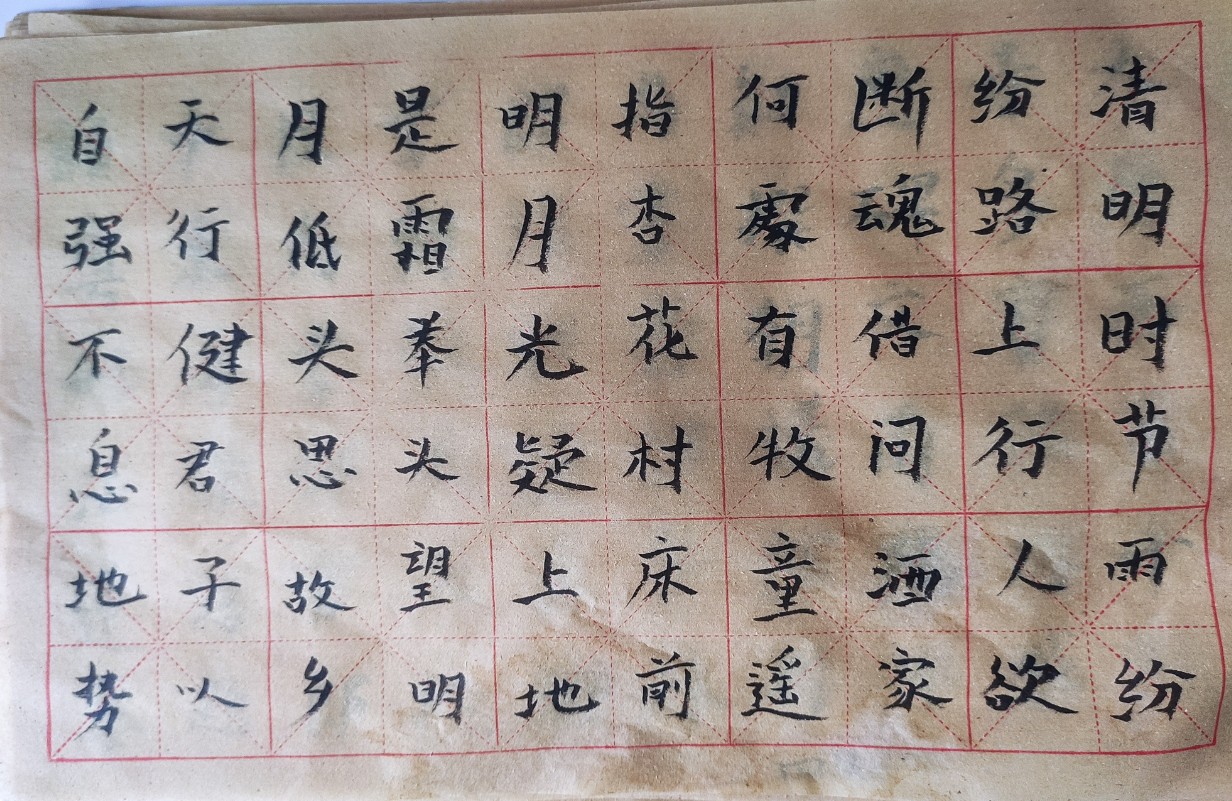 清明时节雨纷
纷路上行人欲
断魂借问酒家
何處有牧童遥
指杏花村床前
明月光疑上地
是霜举头望明
月低头思故乡
天行健君子以
自强不息地势